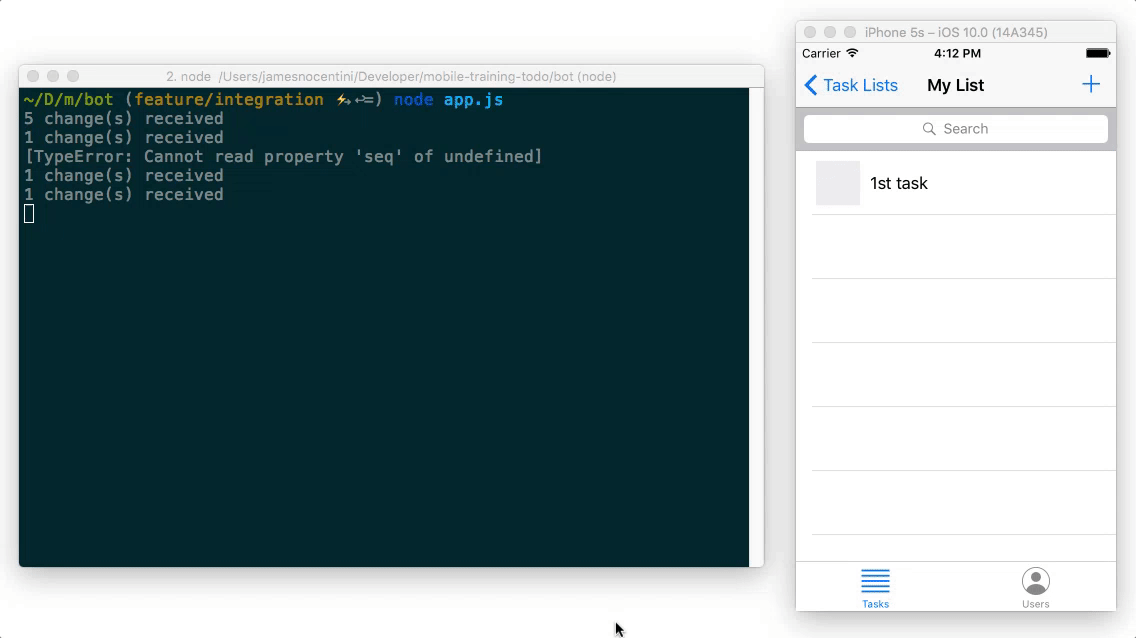 2. node /Users/jamesnocentini/Developer/mobile-training-todo/bot (node)
~/D/m/bot (feature/integration ⚡↩=) node app.js
5 change(s) received
1 change(s) received
[TypeError: Cannot read property 'seq' of undefined]
1 change(s) received
1 change(s) received
iPhone 5s – iOS 10.0 (14A345)
Carrier 4:12 PM
Task Lists My List +
Search
1st task
Tasks Users